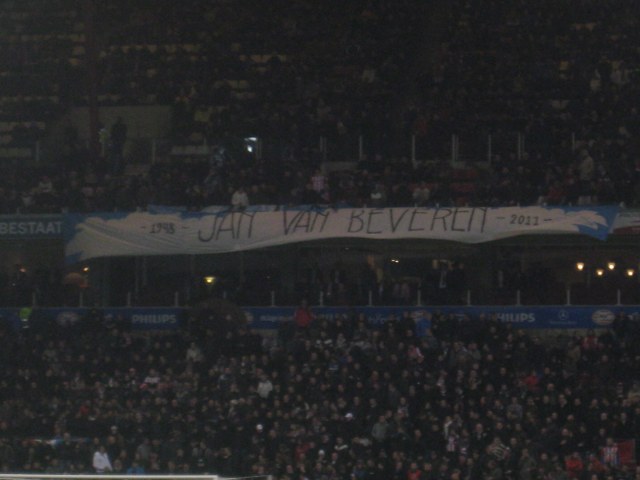 BESTAAT
- 1948 - JAN VAN BEVEREN - 2011 -
PHILIPS
PHILIPS